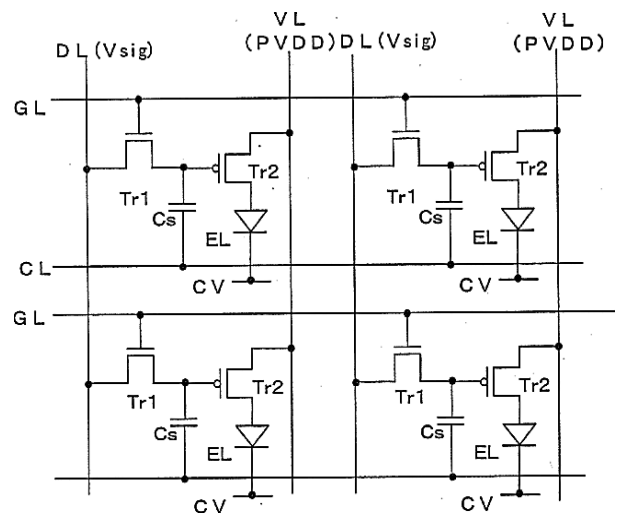 VL VL
DL(Vsig) (PVDD) DL(Vsig) (PVDD)
GL
Tr2 Tr2
Tr1 Tr1
Cs Cs
EL EL
CL
CV CV
GL
Tr2 Tr2
Tr1 Tr1
Cs Cs
EL EL
CV CV